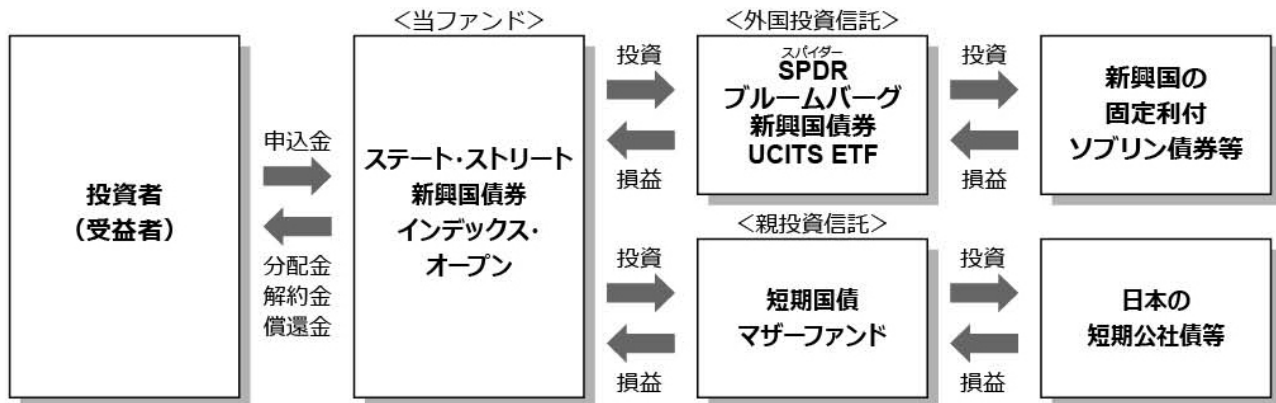 ＜当ファンド＞
＜外国投資信託＞
投資者
（受益者）
申込金
分配金
解約金
償還金
ステート・ストリート
新興国債券
インデックス・
オープン
投資
損益
スパイダー
SPDR
ブルームバーグ
新興国債券
UCITS ETF
投資
損益
新興国の
固定利付
ソブリン債券等
＜親投資信託＞
投資
損益
短期国債
マザーファンド
投資
損益
日本の
短期公社債等